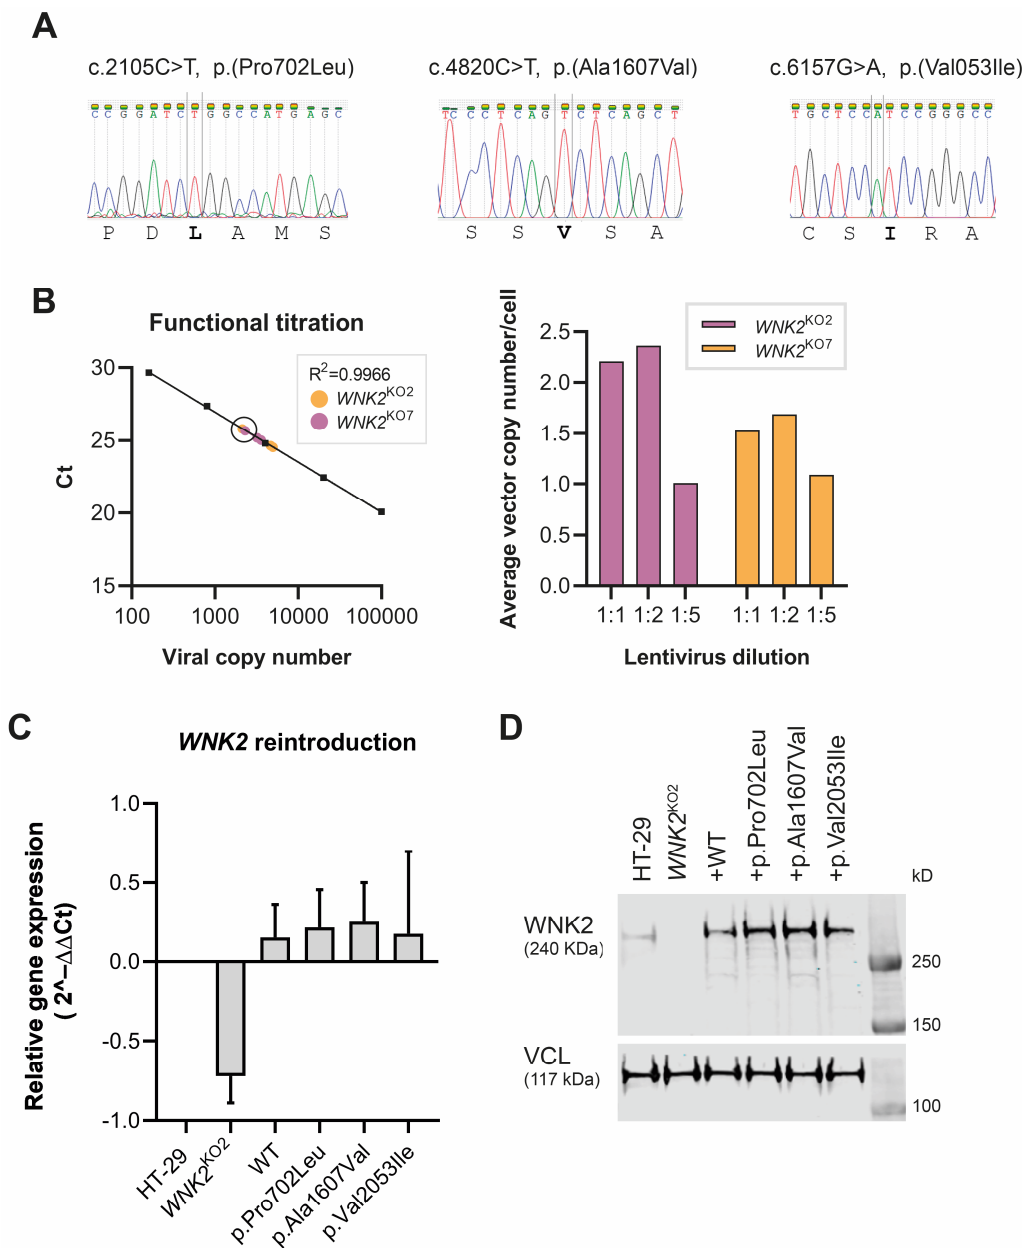 A
c.2105C>T, p.(Pro702Leu)
c.4820C>T, p.(Ala1607Val)
c.6157G>A, p.(Val053Ile)
CCGGATCTGGCCATGAGC
TCCCTCAGTCTCAGCT
TGCTCCATCCGGGCC
P D L A M S
S S V S A
C S I R A
B
Functional titration
R2=0.9966
WNK2KO2
WNK2KO7
Ct
30
25
20
15
100 1000 10000 100000
Viral copy number
WNK2KO2
WNK2KO7
Average vector copy number/cell
2.5
2.0
1.5
1.0
0.5
0.0
1:1 1:2 1:5 1:1 1:2 1:5
Lentivirus dilution
C
WNK2 reintroduction
Relative gene expression
( 2^–ΔΔCt)
1.0
0.5
0.0
-0.5
-1.0
HT-29
WNK2KO2
WT
p.Pro702Leu
p.Ala1607Val
p.Val2053Ile
D
HT-29
WNK2KO2
+WT
+p.Pro702Leu
+p.Ala1607Val
+p.Val2053Ile
kD
WNK2
(240 KDa)
250
150
VCL
(117 kDa)
100